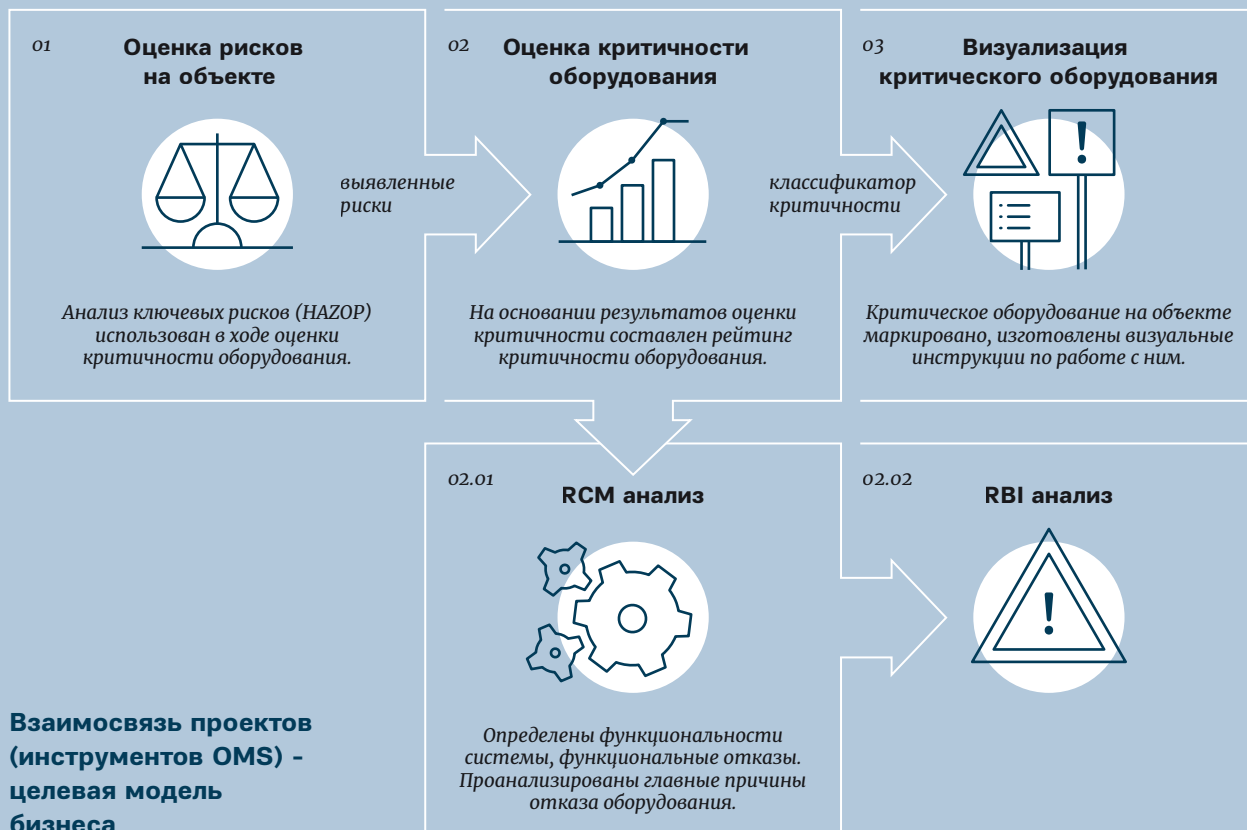 01
Оценка рисков
на объекте
выявленные
риски
Анализ ключевых рисков (HAZOP)
использован в ходе оценки
критичности оборудования.
02
Оценка критичности
оборудования
классификатор
критичности
На основании результатов оценки
критичности составлен рейтинг
критичности оборудования.
03
Визуализация
критического оборудования
!
Критическое оборудование на объекте
маркировано, изготовлены визуальные
инструкции по работе с ним.
02.01
RCM анализ
Определены функциональности
системы, функциональные отказы.
Проанализированы главные причины
отказа оборудования.
02.02
RBI анализ
!
Взаимосвязь проектов
(инструментов OMS) -
целевая модель
бизнеса